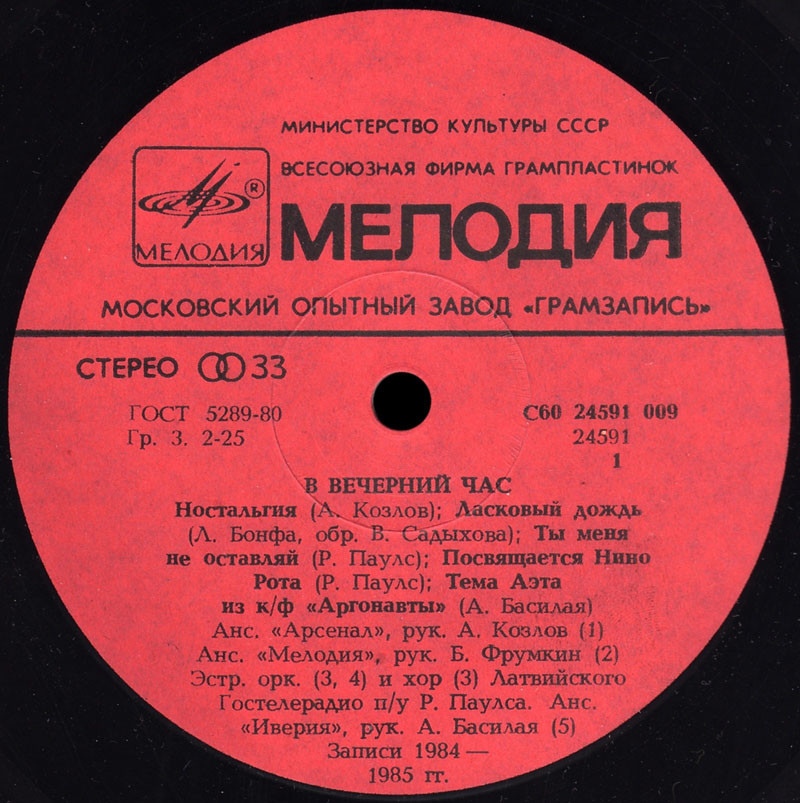 МИНИСТЕРСТВО КУЛЬТУРЫ СССР
ВСЕСОЮЗНАЯ ФИРМА ГРАМПЛАСТИНОК
®
МЕЛОДИЯ
МЕЛОДИЯ
МОСКОВСКИЙ ОПЫТНЫЙ ЗАВОД «ГРАМЗАПИСЬ»
СТЕРЕО 33
ГОСТ 5289-80
Гр. 3. 2-25
С60 24591 009
24591
1
В ВЕЧЕРНИЙ ЧАС
Ностальгия (А. Козлов); Ласковый дождь
(Л. Бонфа, обр. В. Садыхова); Ты меня
не оставляй (Р. Паулс); Посвящается Нино
Рота (Р. Паулс); Тема Аэта
из к/ф «Аргонавты» (А. Басилая)
Анс. «Арсенал», рук. А. Козлов (1)
Анс. «Мелодия», рук. Б. Фрумкин (2)
Эстр. орк. (3, 4) и хор (3) Латвийского
Гостелерадио п/у Р. Паулса. Анс.
«Иверия», рук. А. Басилая (5)
Записи 1984 —
1985 гг.